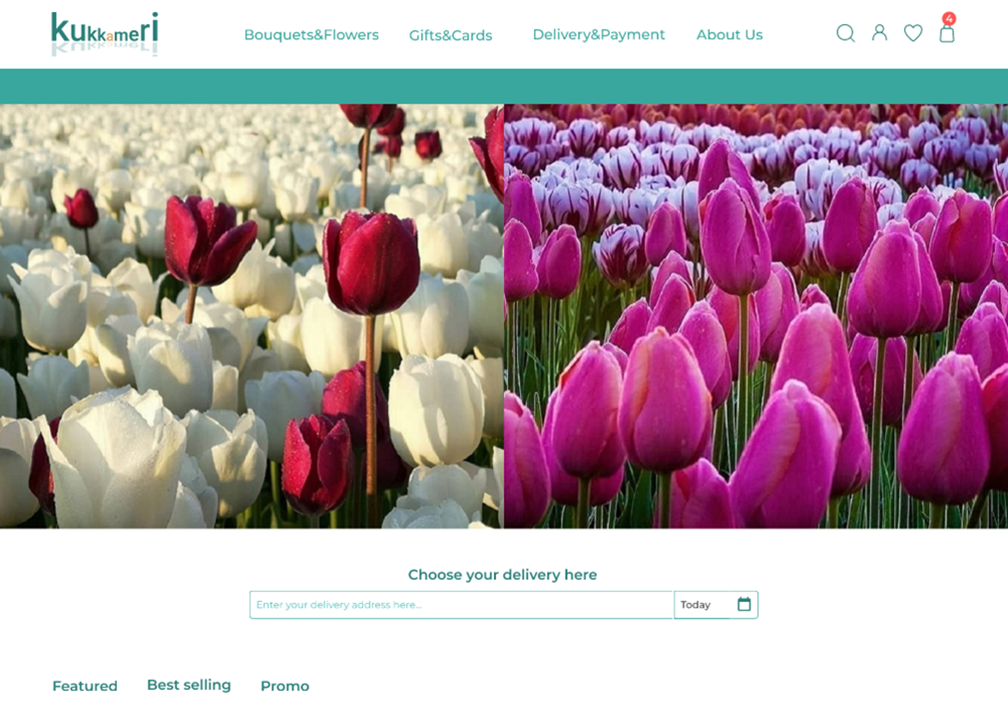 kukkameri
Bouquets&Flowers Gifts&Cards Delivery&Payment About Us
4
Choose your delivery here
Enter your delivery address here...
Today
Featured Best selling Promo